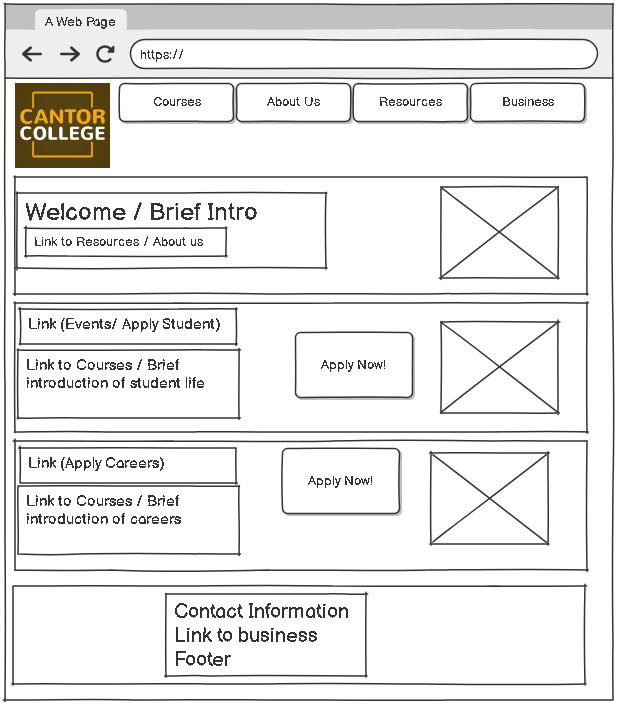 A Web Page
https://
CANTOR
COLLEGE
Courses
About Us
Resources
Business
Welcome / Brief Intro
Link to Resources / About us
Link (Events/ Apply Student)
Link to Courses / Brief
introduction of student life
Apply Now!
Link (Apply Careers)
Link to Courses / Brief
introduction of careers
Apply Now!
Contact Information
Link to business
Footer